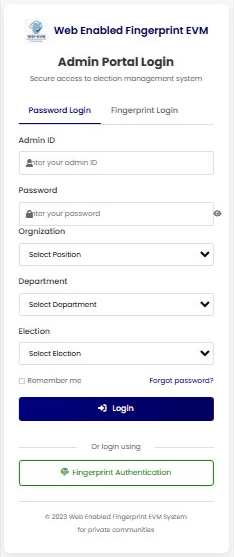 Web Enabled Fingerprint EVM
Admin Portal Login
Secure access to election management system
Password Login
Fingerprint Login
Admin ID
nter your admin ID
Password
nter your password
Orgnization
Select Position
Department
Select Department
Election
Select Election
Remember me
Forgot password?
Login
Or login using
Fingerprint Authentication
© 2023 Web Enabled Fingerprint EVM System
for private communities